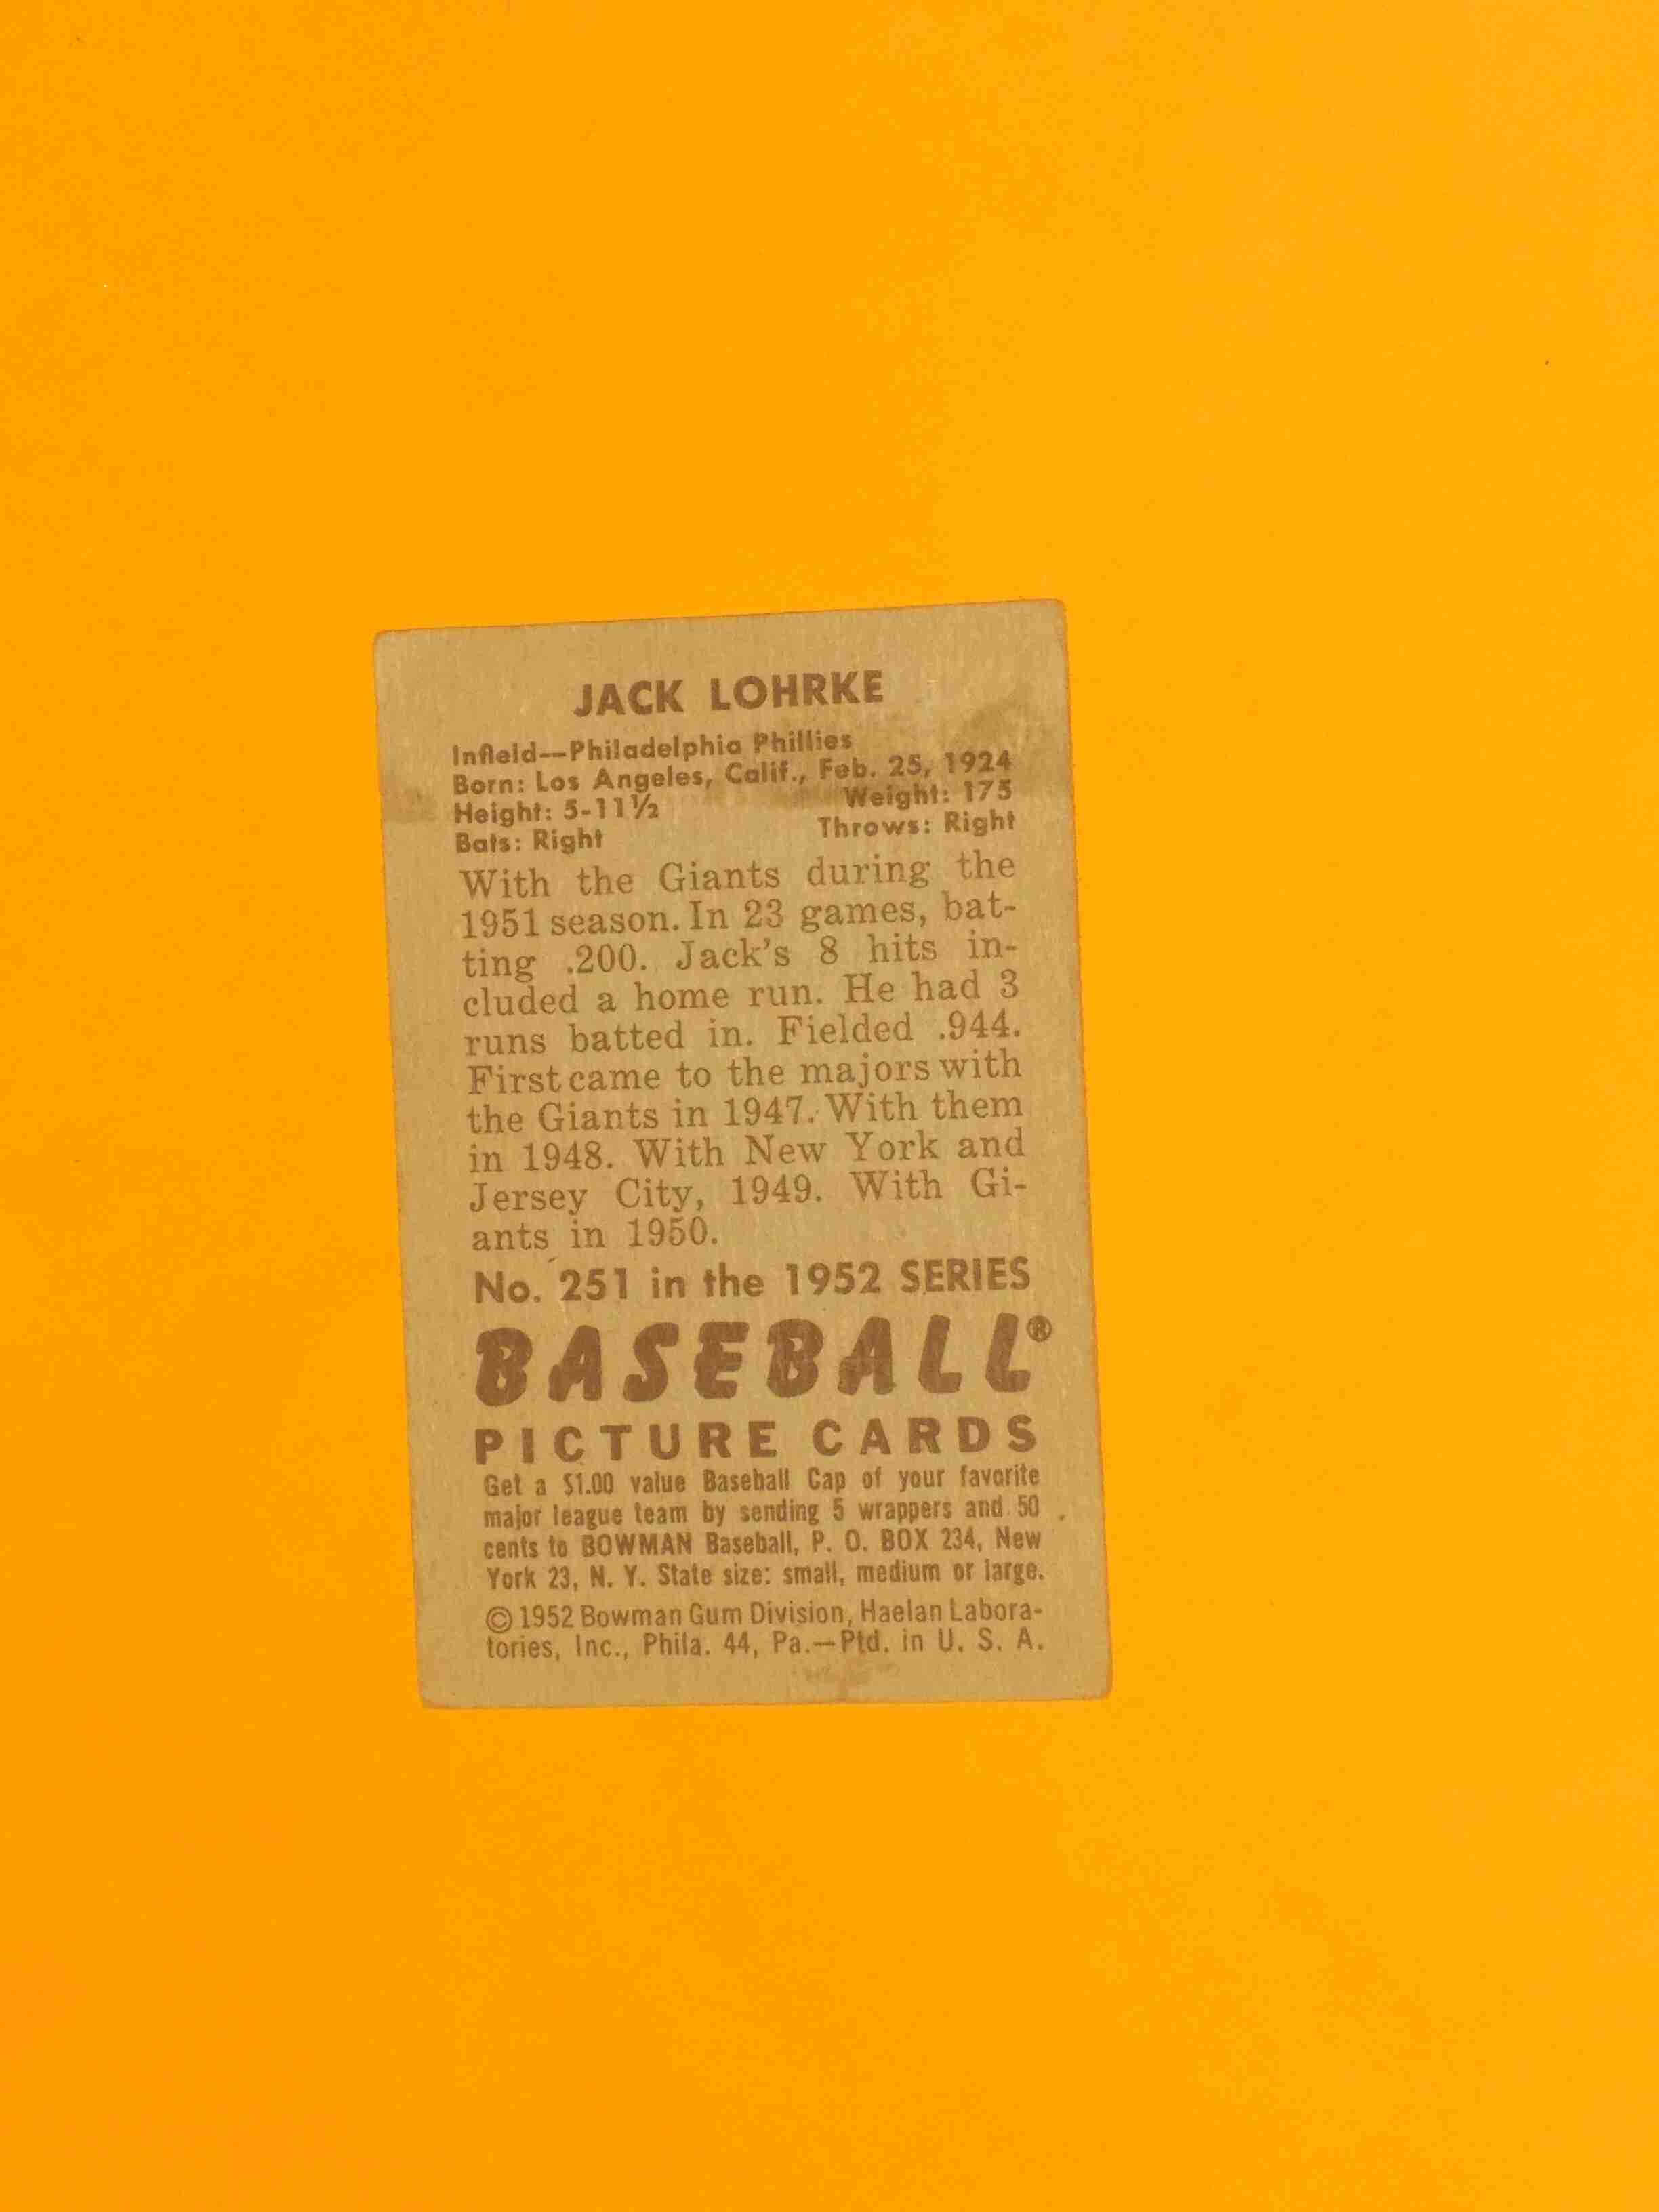 JACK LOHRKE
Infield—Philadelphia Phillies
Born: Los Angeles, Calif., Feb. 25, 1924
Height: 5-11½ Weight: 175
Bats: Right Throws: Right
With the Giants during the
1951 season. In 23 games, bat-
ting .200. Jack's 8 hits in-
cluded a home run. He had 3
runs batted in. Fielded .944.
First came to the majors with
the Giants in 1947. With them
in 1948. With New York and
Jersey City, 1949. With Gi-
ants in 1950.
No. 251 in the 1952 SERIES
BASEBALL®
PICTURE CARDS
Get a $1.00 value Baseball Cap of your favorite
major league team by sending 5 wrappers and 50
cents to BOWMAN Baseball, P. O. BOX 234, New
York 23, N. Y. State size: small, medium or large.
© 1952 Bowman Gum Division, Haelan Labora-
tories, Inc., Phila. 44, Pa.—Ptd. in U. S. A.